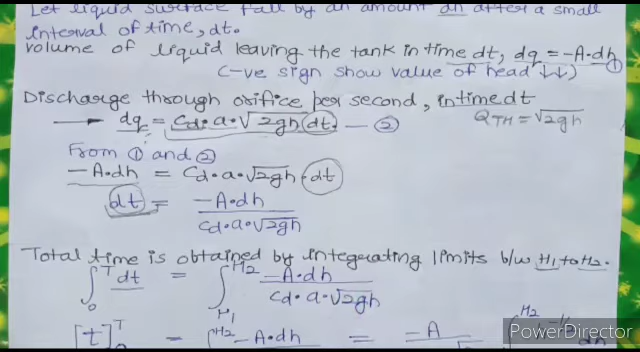 Let liquid surface fall by an amount dh after a small
interval of time, dt.
Volume of liquid leaving the tank in time dt, dq = -A·dh ①
(-ve sign show value of head ↓↓)
Discharge through orifice per second, in time dt
→ dq = Cd·a·√2gh dt — ②
QTH = √2gh
From ① and ②
-A·dh = Cd·a·√2gh·dt
dt = -A·dh / Cd·a·√2gh
Total time is obtained by integrating limits b/w H1 to H2.
∫₀ᵀ dt = ∫H1H2 -A·dh / Cd·a·√2gh
[t]₀ᵀ = ∫H2 -A·dh = -A
PowerDirector